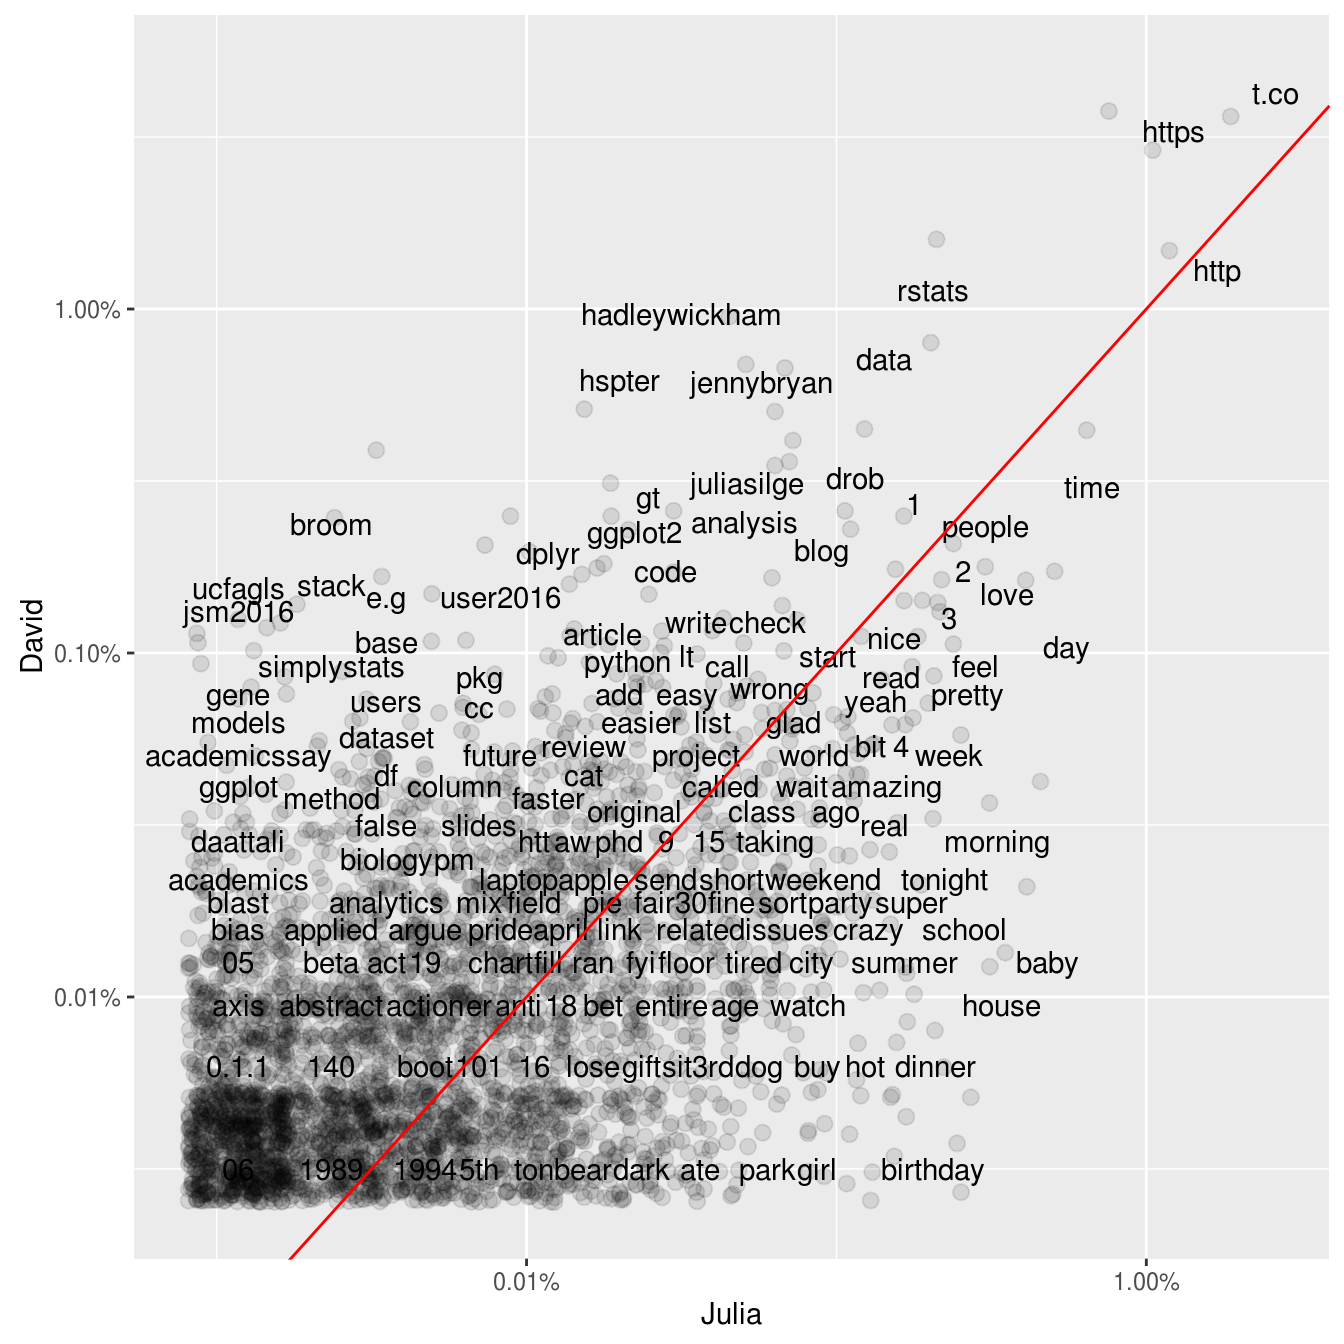 t.co
https
http
rstats
1.00%
hadleywickham
data
hspter
jennybryan
juliasilge
drob
time
gt
1
broom
ggplot2
analysis
people
dplyr
blog
code
2
ucfagls
stack
e.g
user2016
love
jsm2016
write
check
3
base
article
nice
David
0.10%
simplystats
python
lt
call
start
feel
day
pkg
read
gene
users
cc
add
easy
wrong
yeah
pretty
models
easier
list
glad
dataset
review
bit
4
academicssay
future
project
world
week
df
cat
ggplot
column
called
wait
amazing
method
faster
original
class
ago
false
slides
real
daattali
htt
aw
phd
9
15
taking
morning
biology
pm
academics
laptop
apple
send
short
weekend
tonight
blast
analytics
mix
field
pie
fair
30
fine
sort
party
super
bias
applied
argue
pride
april
link
related
issues
crazy
school
05
beta
act
19
chart
fill
ran
fyi
floor
tired
city
summer
baby
0.01%
axis
abstract
action
er
anti
18
bet
entire
age
watch
house
0.1.1
140
boot
101
16
lose
gift
sit
3rd
dog
buy
hot
dinner
06
1989
1994
5th
ton
bear
dark
ate
park
girl
birthday
0.01%
1.00%
Julia